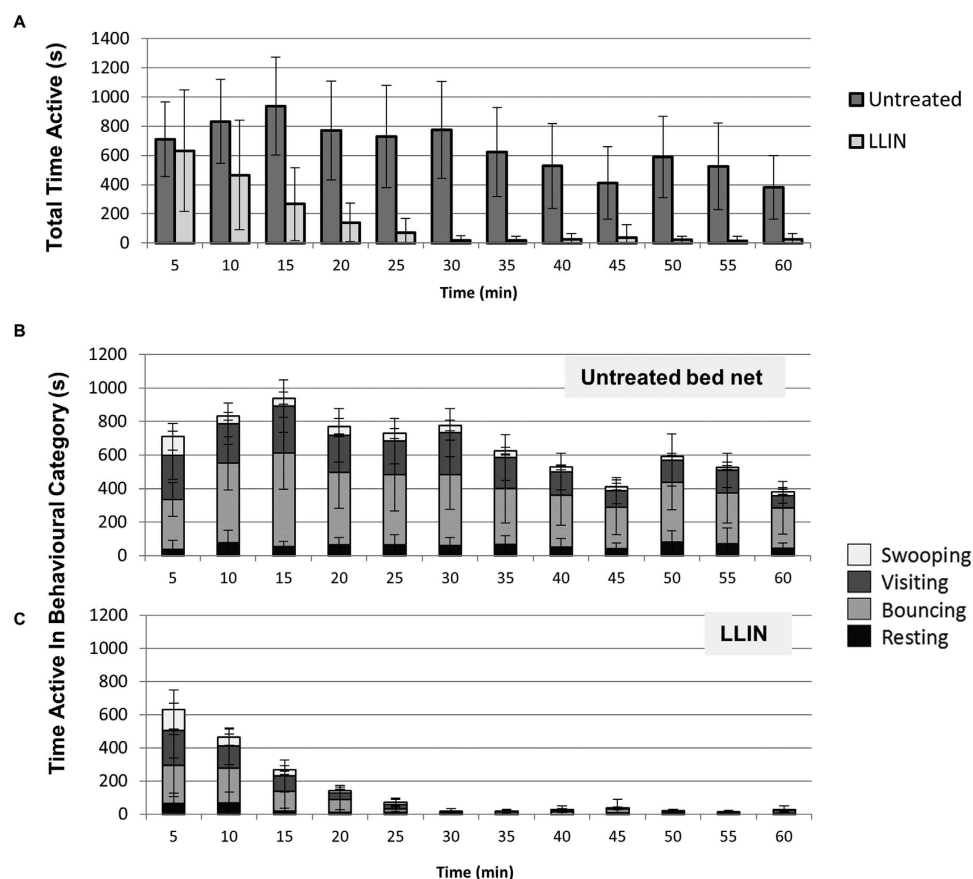 A
Total Time Active (s)
1400
1200
1000
800
600
400
200
0
5 10 15 20 25 30 35 40 45 50 55 60
Time (min)
Untreated
LLIN
B
Time Active In Behavioural Category (s)
1200
1000
800
600
400
200
0
Untreated bed net
5 10 15 20 25 30 35 40 45 50 55 60
Swooping
Visiting
Bouncing
Resting
C
1200
1000
800
600
400
200
0
LLIN
5 10 15 20 25 30 35 40 45 50 55 60
Time (min)